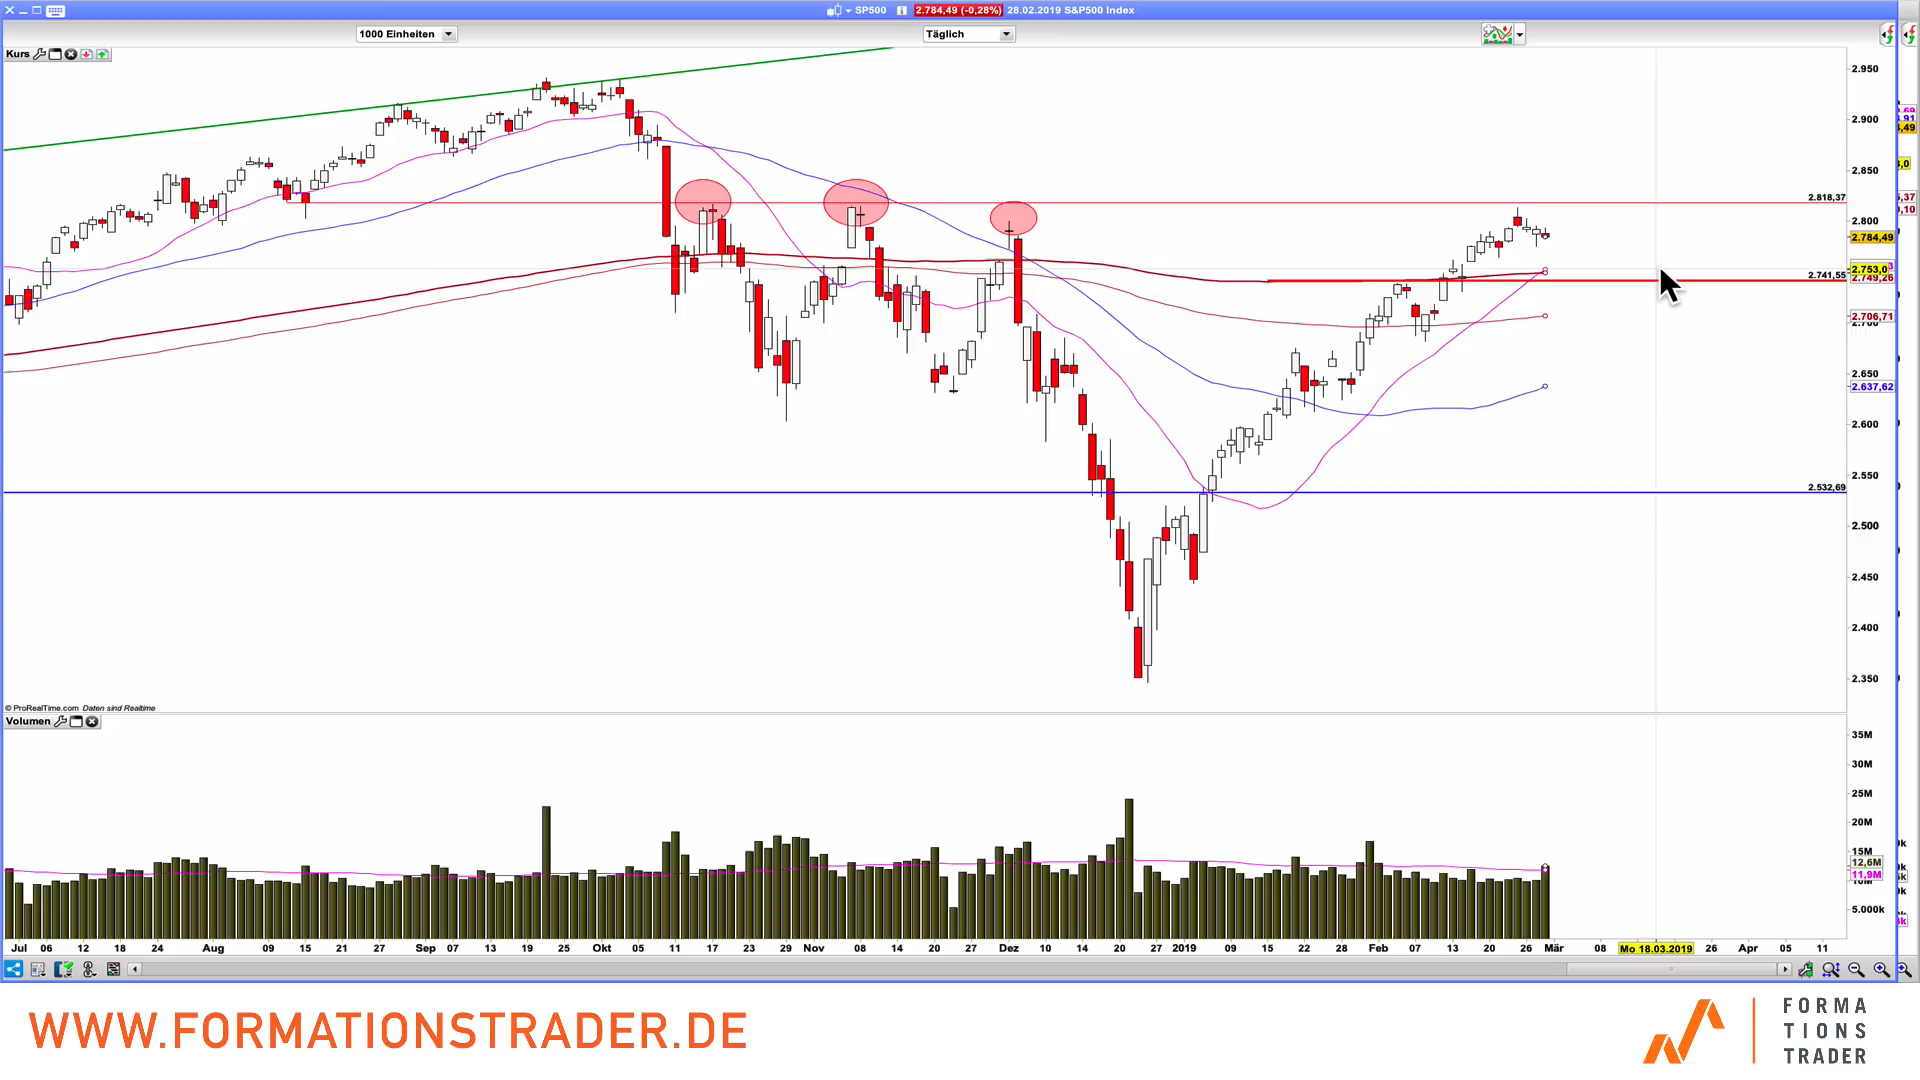 SP500 2.784,49 (-0,28%) 28.02.2019 S&P500 Index
1000 Einheiten
Täglich
Kurs
2.950
2.900
2.850
2.818,37
2.800
2.784,49
2.753,0
2.741,55
2.749,26
2.706,71
2.700
2.650
2.637,62
2.600
2.550
2.532,69
2.500
2.450
2.400
2.350
© ProRealTime.com Daten sind Realtime
Volumen
35M
30M
25M
20M
15M
12,6M
11,9M
10M
5.000k
Jul 06 12 18 24 Aug 09 15 21 27 Sep 07 13 19 25 Okt 05 11 17 23 29 Nov 08 14 20 27 Dez 10 14 20 27 2019 09 15 22 28 Feb 07 13 20 26 Mär 08 Mo 18.03.2019 26 Apr 05 11
WWW.FORMATIONSTRADER.DE
FORMA
TIONS
TRADER